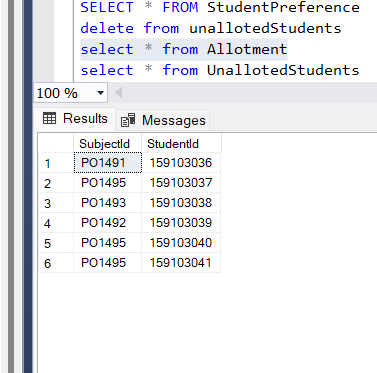 SELECT * FROM StudentPreference
delete from unallotedStudents
select * from Allotment
select * from UnallotedStudents
100 %
Results Messages
SubjectId StudentId
1 PO1491 159103036
2 PO1495 159103037
3 PO1493 159103038
4 PO1492 159103039
5 PO1495 159103040
6 PO1495 159103041